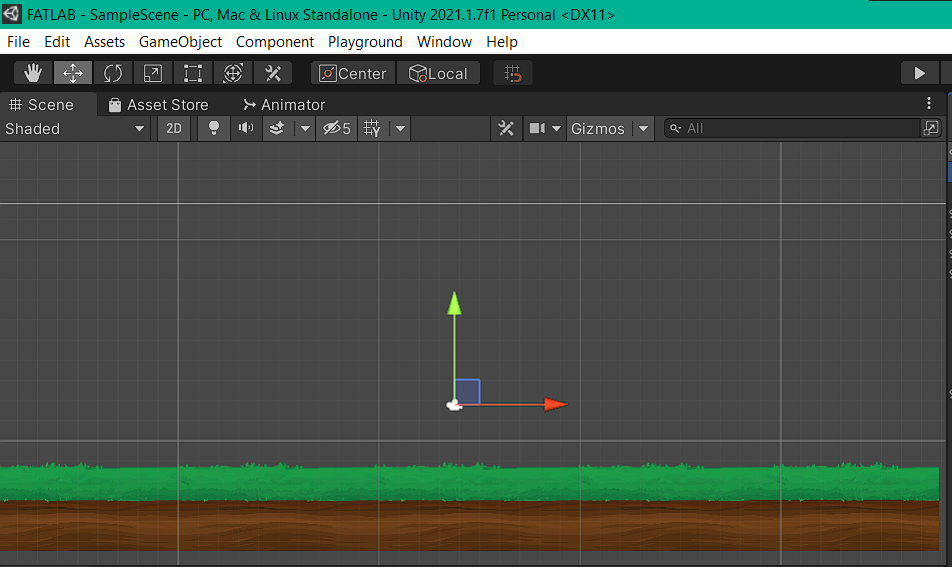 FATLAB - SampleScene - PC, Mac & Linux Standalone - Unity 2021.1.7f1 Personal <DX11>
File Edit Assets GameObject Component Playground Window Help
Center Local
Scene Asset Store Animator
Shaded 2D 5 Gizmos All